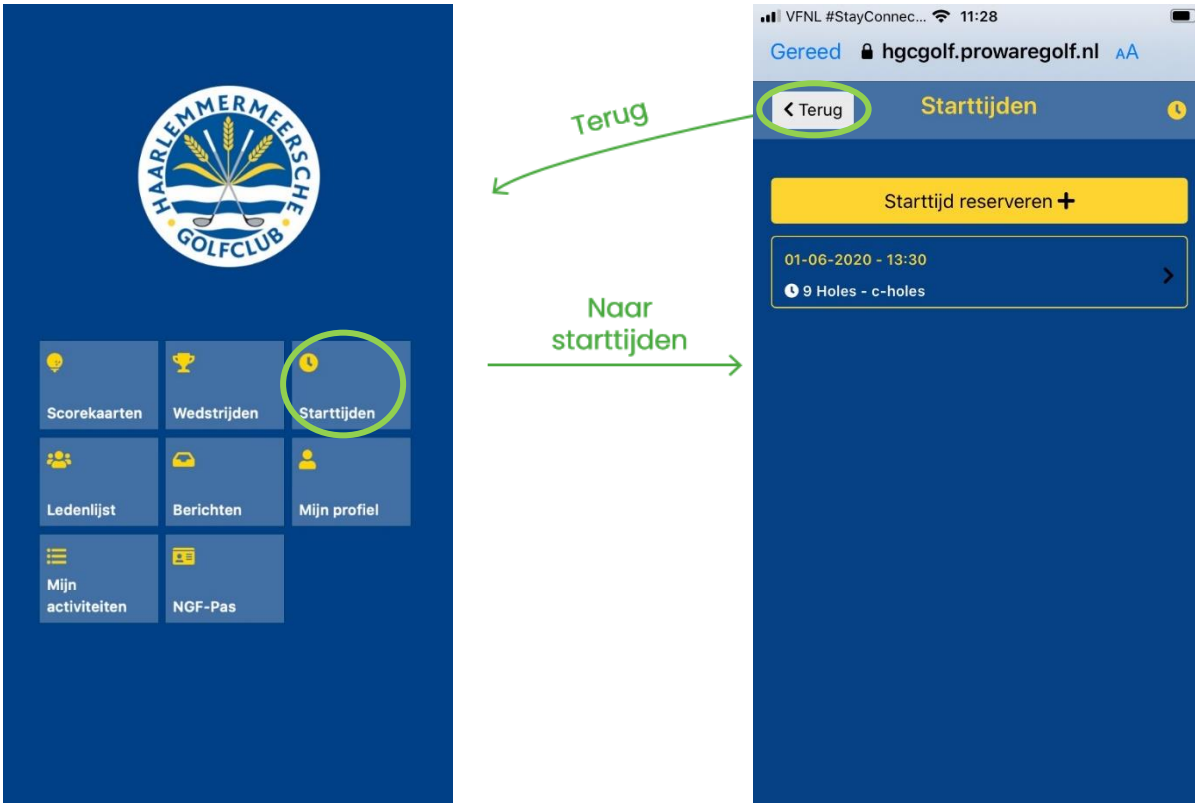 HAARLEMMERMEERSCHE
GOLFCLUB
Scorekaarten
Wedstrijden
Starttijden
Ledenlijst
Berichten
Mijn profiel
Mijn
activiteiten
NGF-Pas
Terug
Naar
starttijden
VFNL #StayConnec... 11:28
Gereed hgcgolf.prowaregolf.nl AA
Terug
Starttijden
Starttijd reserveren +
01-06-2020 - 13:30
9 Holes - c-holes